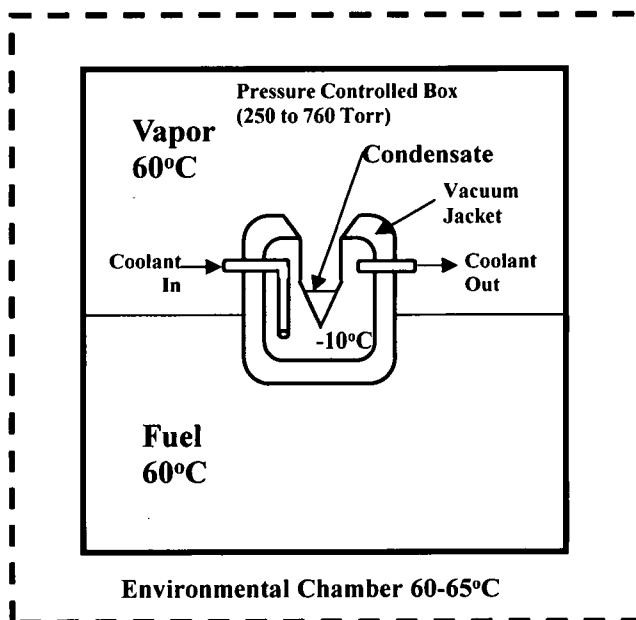 Pressure Controlled Box
(250 to 760 Torr)
Vapor
60°C
Condensate
Vacuum
Jacket
Coolant
In
Coolant
Out
-10°C
Fuel
60°C
Environmental Chamber 60-65°C